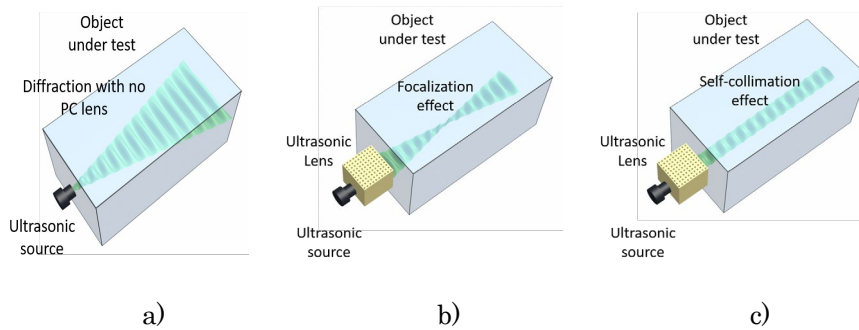 Object
under test
Diffraction with no
PC lens
Ultrasonic
source
a)
Object
under test
Focalization
effect
Ultrasonic
Lens
Ultrasonic
source
b)
Object
under test
Self-collimation
effect
Ultrasonic
Lens
Ultrasonic
source
c)